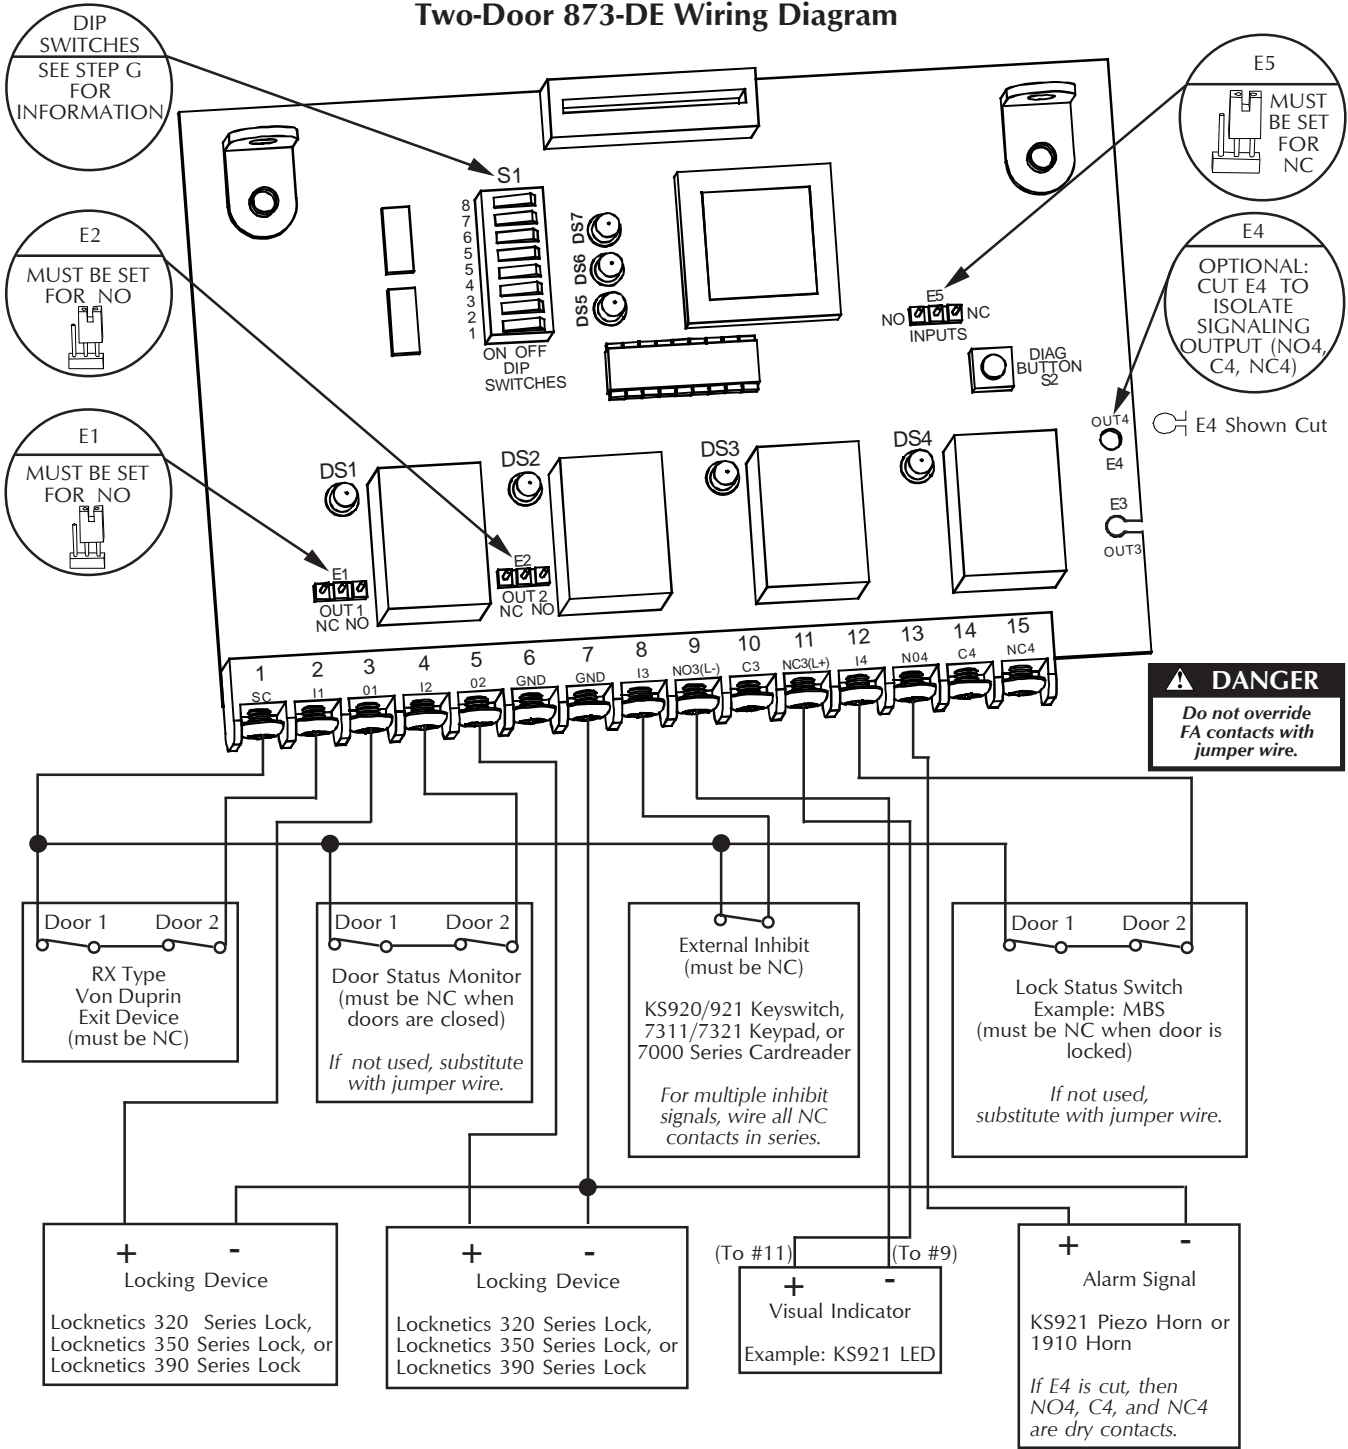 Two-Door 873-DE Wiring Diagram
DIP
SWITCHES
SEE STEP G
FOR
INFORMATION
E2
MUST BE SET
FOR NO
E1
MUST BE SET
FOR NO
E5
MUST
BE SET
FOR
NC
E4
OPTIONAL:
CUT E4 TO
ISOLATE
SIGNALING
OUTPUT (NO4,
C4, NC4)
E4 Shown Cut
S1
8
7
6
5
5
4
3
2
1
ON OFF
DIP
SWITCHES
DS7
DS6
DS5
E5
NO NC
INPUTS
DIAG
BUTTON
S2
OUT4
E4
E3
OUT3
DS1
DS2
DS3
DS4
E1
OUT 1
NC NO
E2
OUT 2
NC NO
1 2 3 4 5 6 7 8 9 10 11 12 13 14 15
SC I1 01 I2 02 GND GND I3 NO3(L-) C3 NC3(L+) I4 N04 C4 NC4
DANGER
Do not override
FA contacts with
jumper wire.
Door 1 Door 2
RX Type
Von Duprin
Exit Device
(must be NC)
Door 1 Door 2
Door Status Monitor
(must be NC when
doors are closed)
If not used, substitute
with jumper wire.
External Inhibit
(must be NC)
KS920/921 Keyswitch,
7311/7321 Keypad, or
7000 Series Cardreader
For multiple inhibit
signals, wire all NC
contacts in series.
Door 1 Door 2
Lock Status Switch
Example: MBS
(must be NC when door is
locked)
If not used,
substitute with jumper wire.
+ -
Locking Device
Locknetics 320 Series Lock,
Locknetics 350 Series Lock, or
Locknetics 390 Series Lock
+ -
Locking Device
Locknetics 320 Series Lock,
Locknetics 350 Series Lock, or
Locknetics 390 Series Lock
(To #11) (To #9)
+ -
Visual Indicator
Example: KS921 LED
+ -
Alarm Signal
KS921 Piezo Horn or
1910 Horn
If E4 is cut, then
NO4, C4, and NC4
are dry contacts.